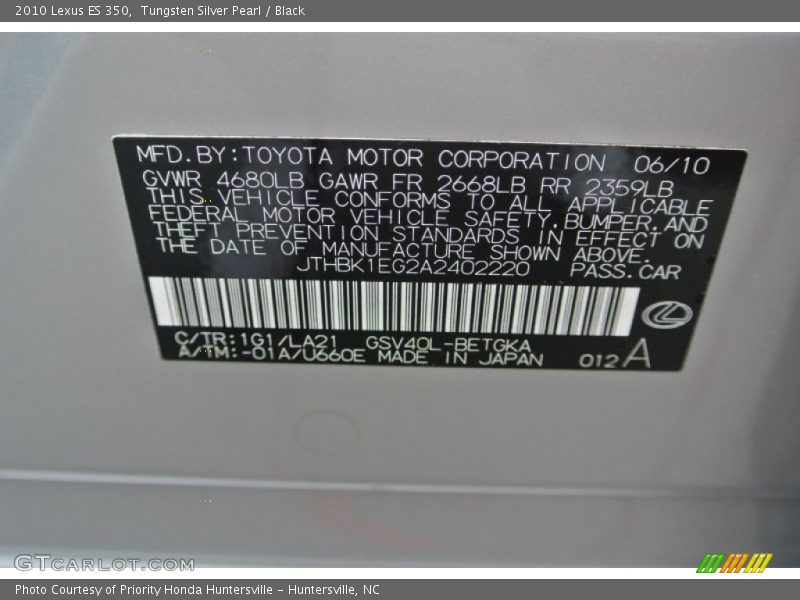 2010 Lexus ES 350,  Tungsten Silver Pearl / Black
MFD. BY: TOYOTA MOTOR CORPORATION 06/10
GVWR 4680LB GAWR FR 2668LB RR 2359LB
THIS VEHICLE CONFORMS TO ALL APPLICABLE
FEDERAL MOTOR VEHICLE SAFETY, BUMPER, AND
THEFT PREVENTION STANDARDS IN EFFECT ON
THE DATE OF MANUFACTURE SHOWN ABOVE.
JTHBK1EG2A2402220 PASS. CAR
C/TR: 1G1/LA21 GSV40L-BETGKA
A/TM: -01A/U660E MADE IN JAPAN 012 A
GTCARLOT.COM
Photo Courtesy of Priority Honda Huntersville - Huntersville, NC